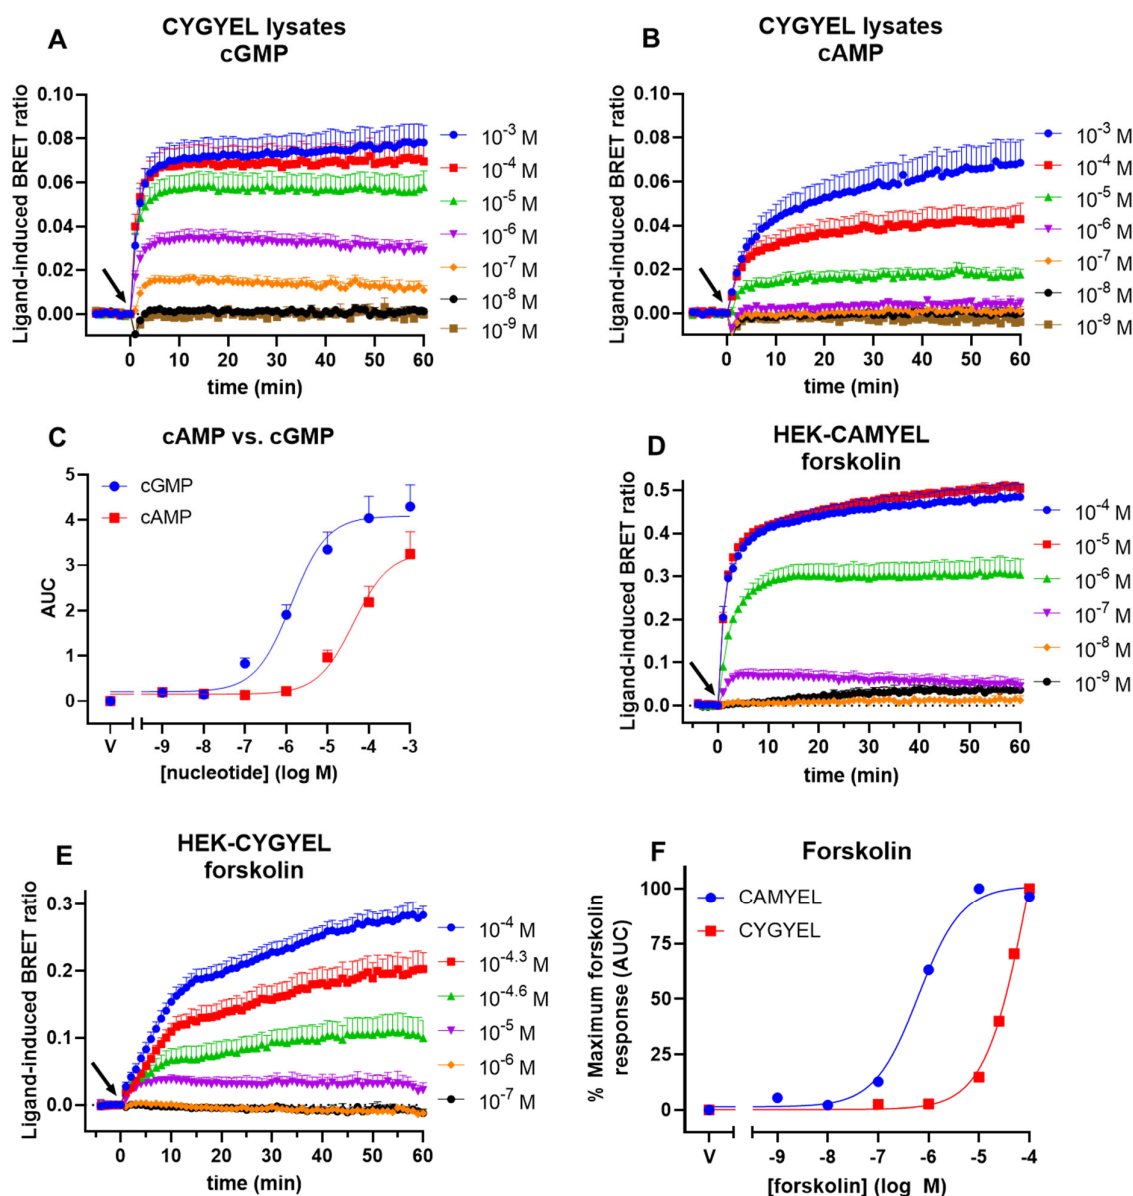 A
CYGYEL lysates
cGMP
Ligand-induced BRET ratio
0.10
0.08
0.06
0.04
0.02
0.00
0 10 20 30 40 50 60
time (min)
10⁻³ M
10⁻⁴ M
10⁻⁵ M
10⁻⁶ M
10⁻⁷ M
10⁻⁸ M
10⁻⁹ M
B
CYGYEL lysates
cAMP
Ligand-induced BRET ratio
0.10
0.08
0.06
0.04
0.02
0.00
0 10 20 30 40 50 60
time (min)
10⁻³ M
10⁻⁴ M
10⁻⁵ M
10⁻⁶ M
10⁻⁷ M
10⁻⁸ M
10⁻⁹ M
C
cAMP vs. cGMP
cGMP
cAMP
AUC
5
4
3
2
1
0
V -9 -8 -7 -6 -5 -4 -3
[nucleotide] (log M)
D
HEK-CAMYEL
forskolin
Ligand-induced BRET ratio
0.5
0.4
0.3
0.2
0.1
0.0
0 10 20 30 40 50 60
time (min)
10⁻⁴ M
10⁻⁵ M
10⁻⁶ M
10⁻⁷ M
10⁻⁸ M
10⁻⁹ M
E
HEK-CYGYEL
forskolin
Ligand-induced BRET ratio
0.3
0.2
0.1
0.0
0 10 20 30 40 50 60
time (min)
10⁻⁴ M
10⁻⁴·³ M
10⁻⁴·⁶ M
10⁻⁵ M
10⁻⁶ M
10⁻⁷ M
F
Forskolin
CAMYEL
CYGYEL
% Maximum forskolin
response (AUC)
100
75
50
25
0
V -9 -8 -7 -6 -5 -4
[forskolin] (log M)